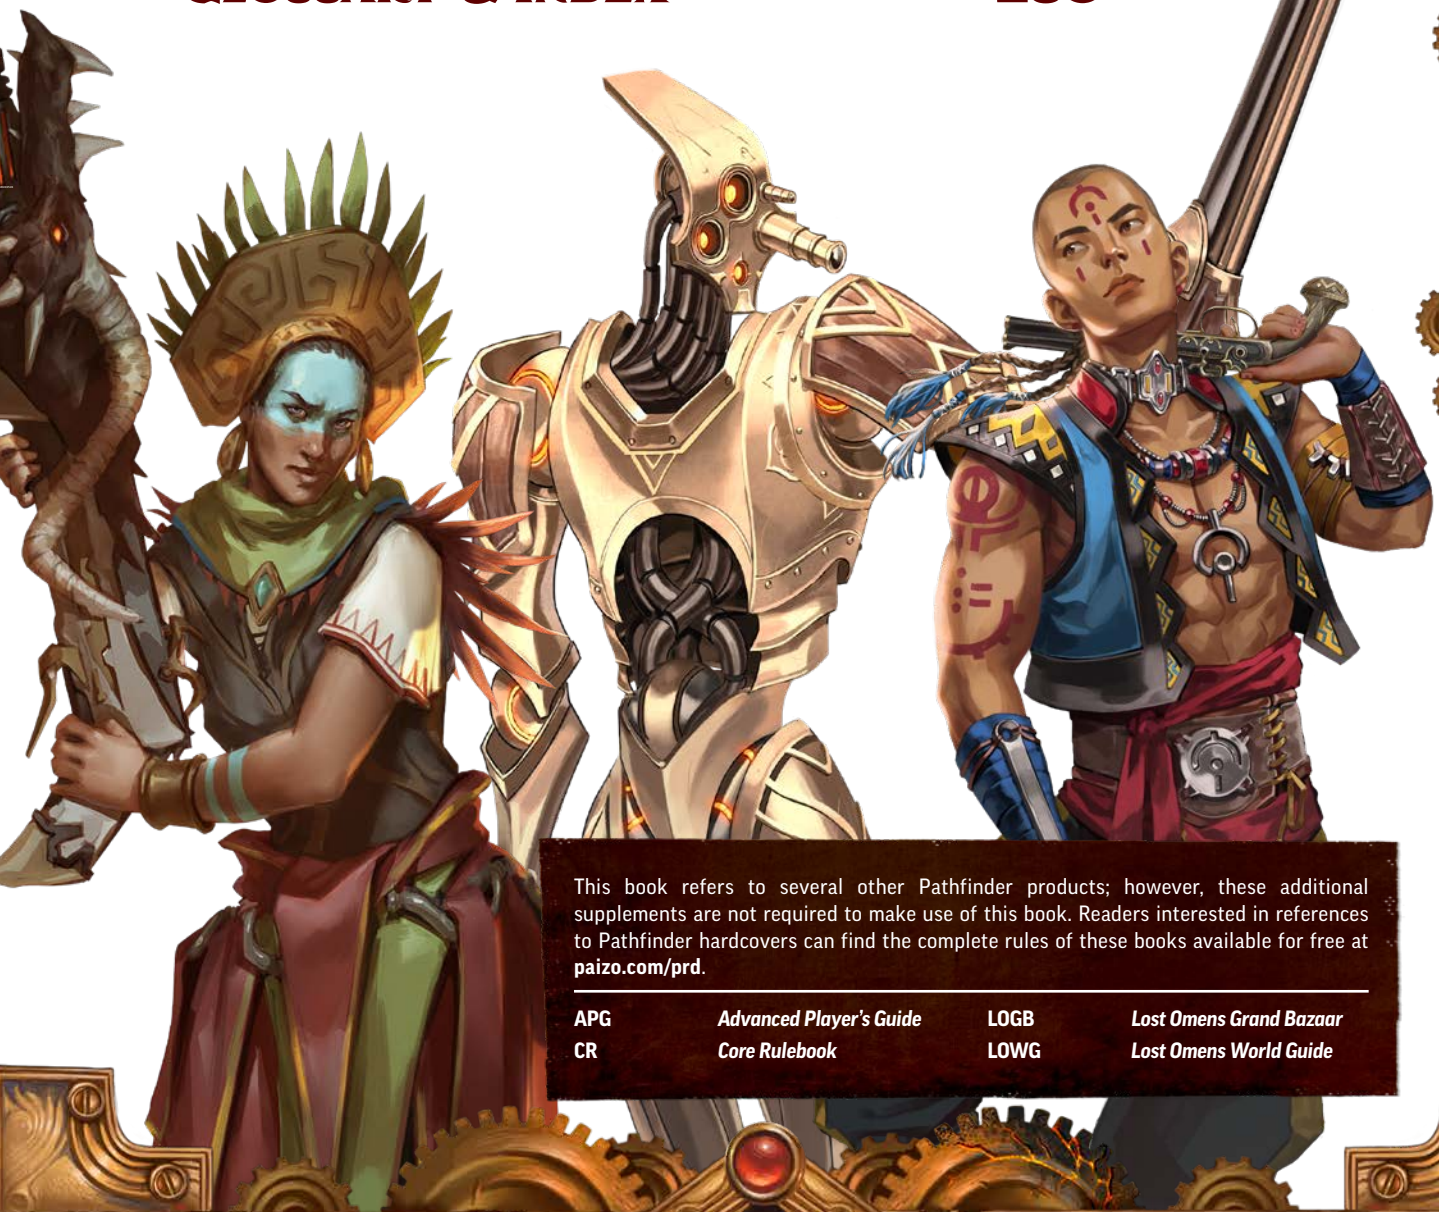 This book refers to several other Pathfinder products; however, these additional
supplements are not required to make use of this book. Readers interested in references
to Pathfinder hardcovers can find the complete rules of these books available for free at
paizo.com/prd.
APG Advanced Player's Guide LOGB Lost Omens Grand Bazaar
CR Core Rulebook LOWG Lost Omens World Guide